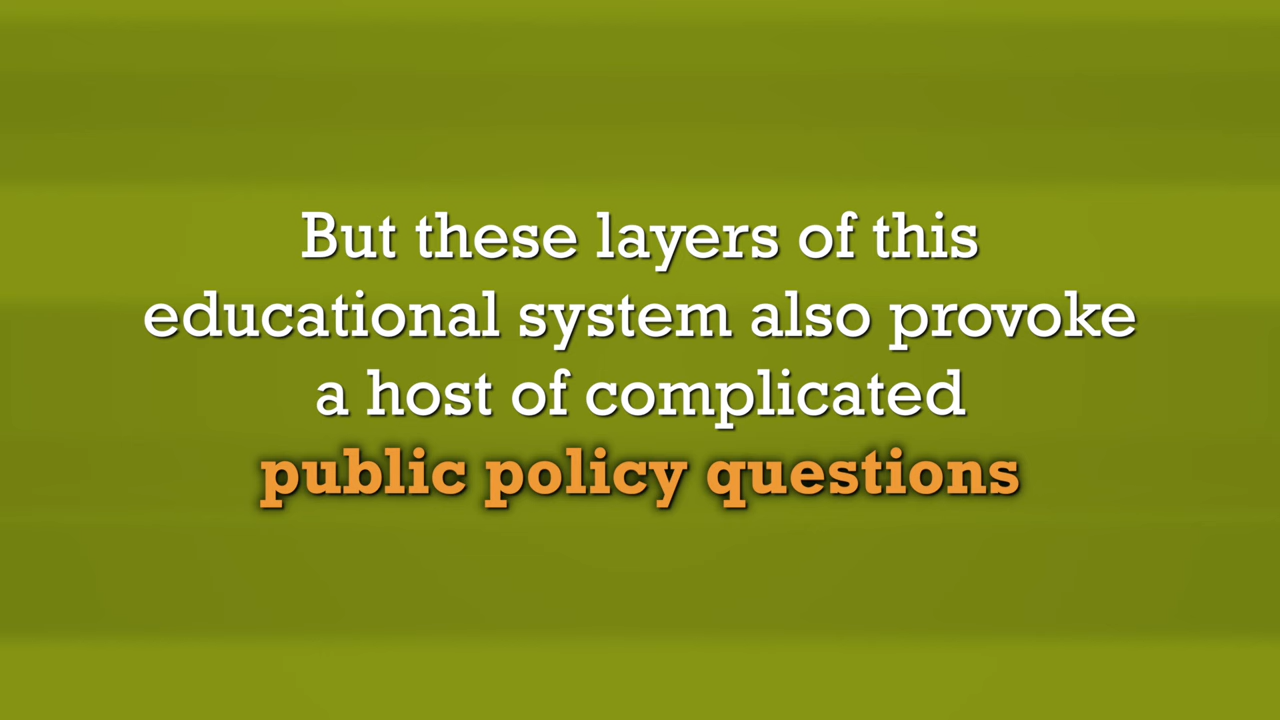 But these layers of this
educational system also provoke
a host of complicated
public policy questions